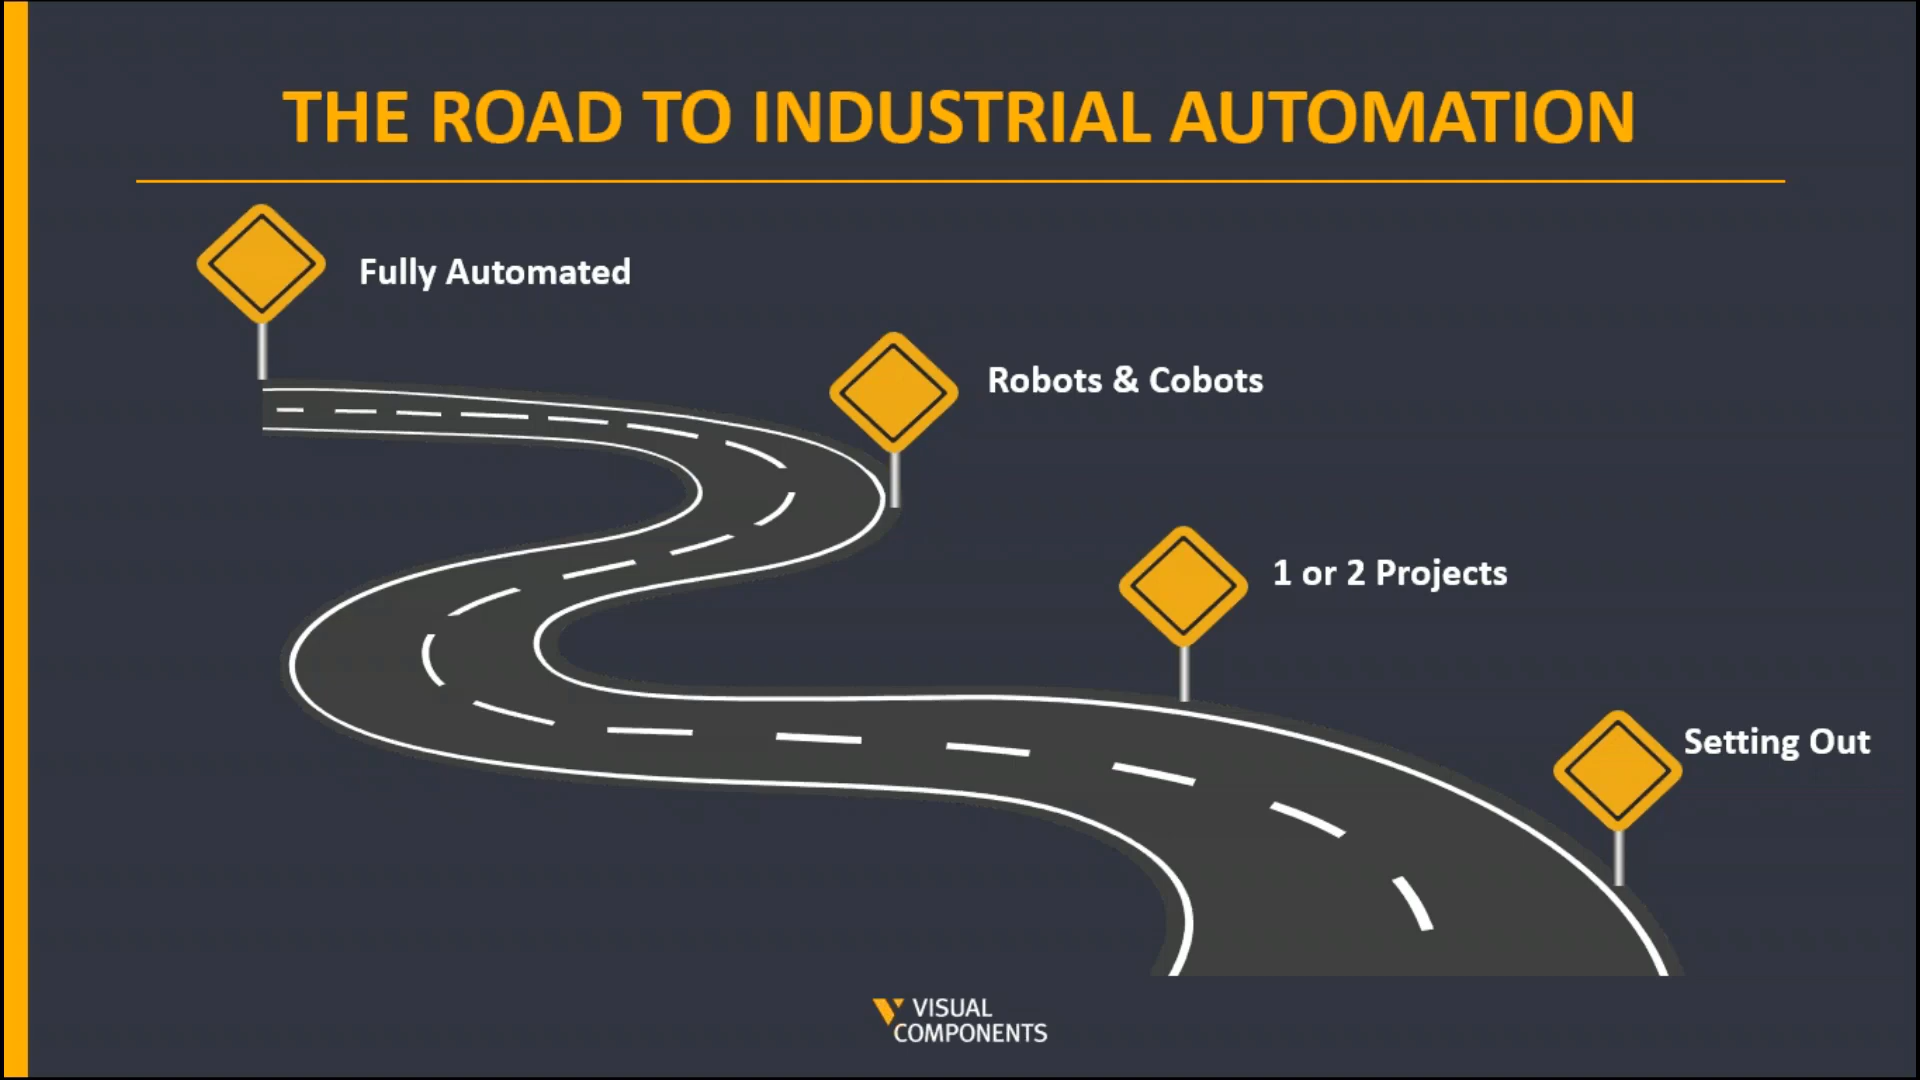 THE ROAD TO INDUSTRIAL AUTOMATION
Fully Automated
Robots & Cobots
1 or 2 Projects
Setting Out
VISUAL
COMPONENTS